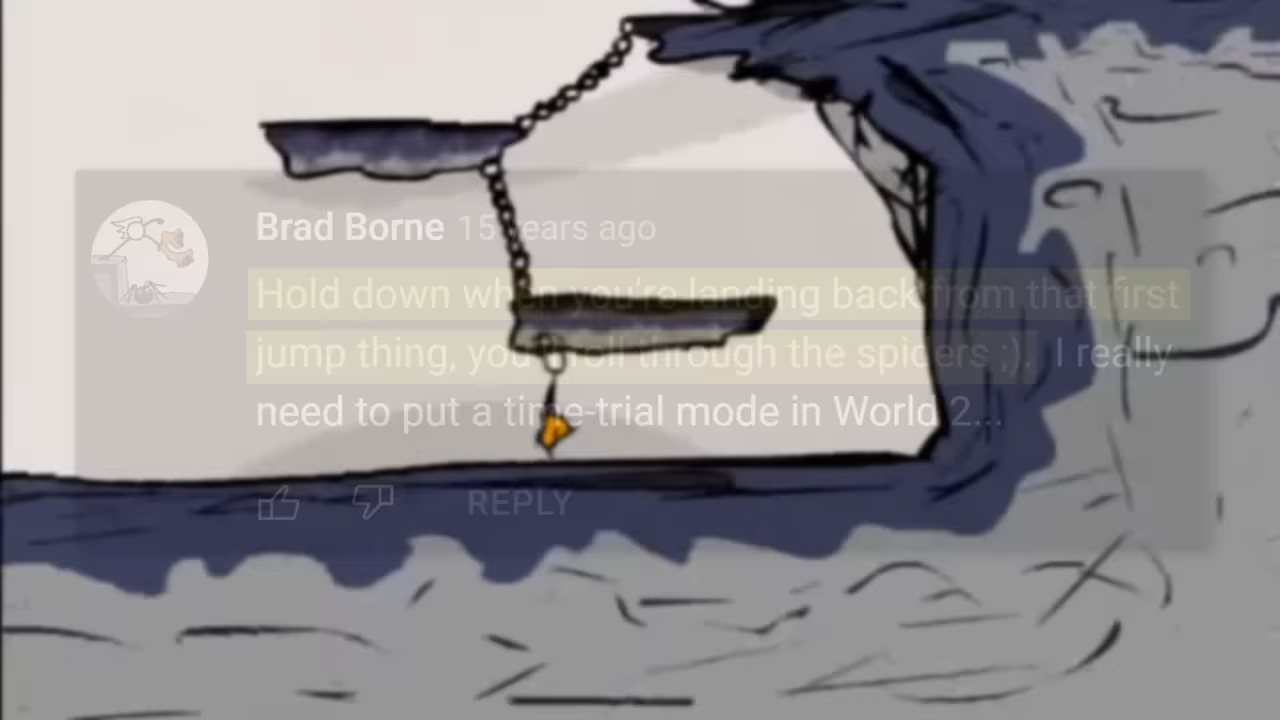 Brad Borne 15 years ago
Hold down when you're landing back from that first
jump thing, you'll roll through the spiders ;). I really
need to put a time-trial mode in World 2...
REPLY